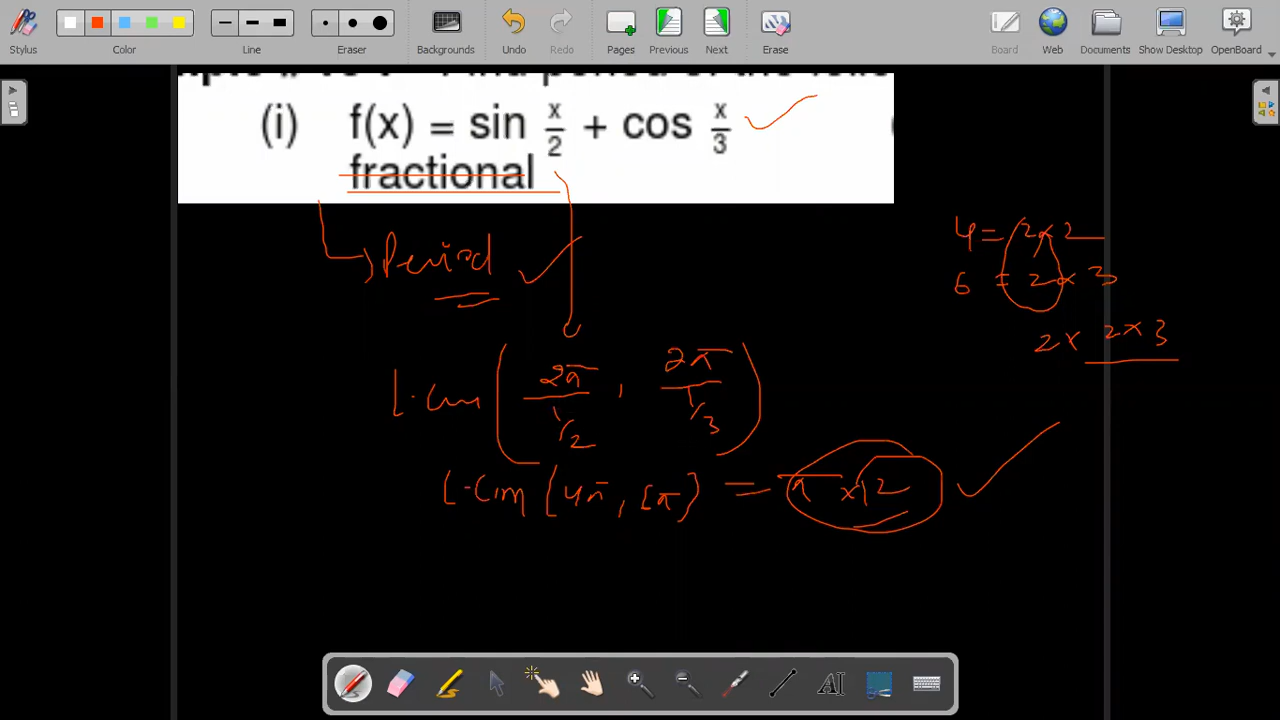 Stylus Color Line Eraser Backgrounds Undo Redo Pages Previous Next Erase Board Web Documents Show Desktop OpenBoard
(i) f(x) = sin x/2 + cos x/3
fractional
Period
4 = 2 × 2
6 = 2 × 3
2 × 2 × 3
L.cm (2π/1/2 , 2π/1/3)
L.cm (4π, 6π) = π × 12